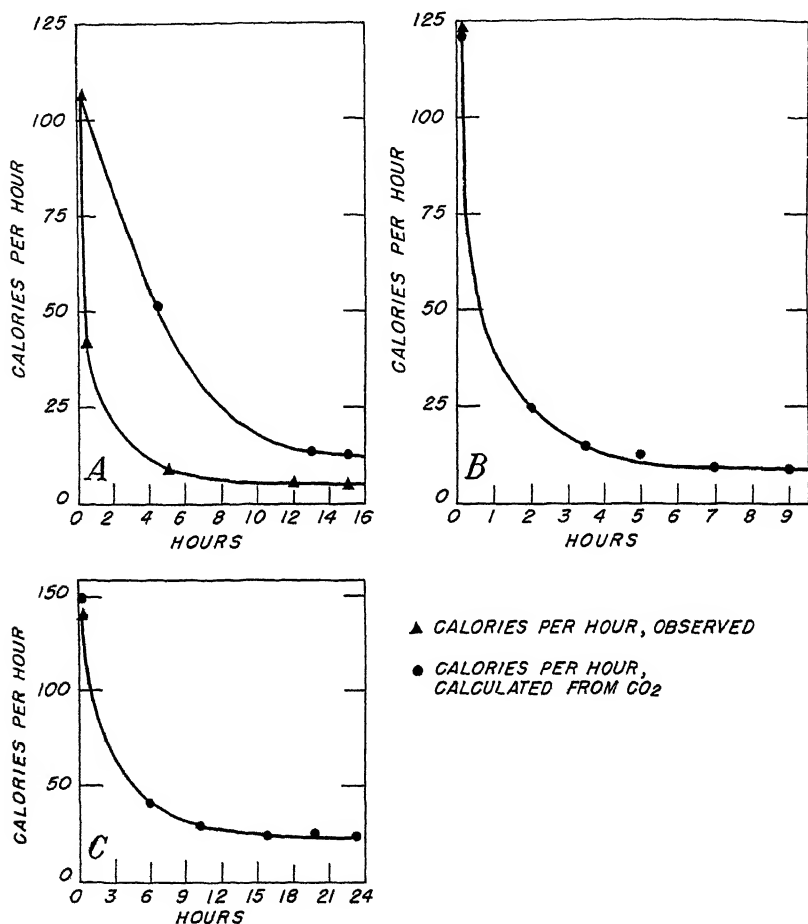 125
100
75
50
25
0
CALORIES PER HOUR
A
0 2 4 6 8 10 12 14 16
HOURS
125
100
75
50
25
0
CALORIES PER HOUR
B
0 1 2 3 4 5 6 7 8 9
HOURS
150
100
50
0
CALORIES PER HOUR
C
0 3 6 9 12 15 18 21 24
HOURS
▲ CALORIES PER HOUR, OBSERVED
● CALORIES PER HOUR,
CALCULATED FROM CO2